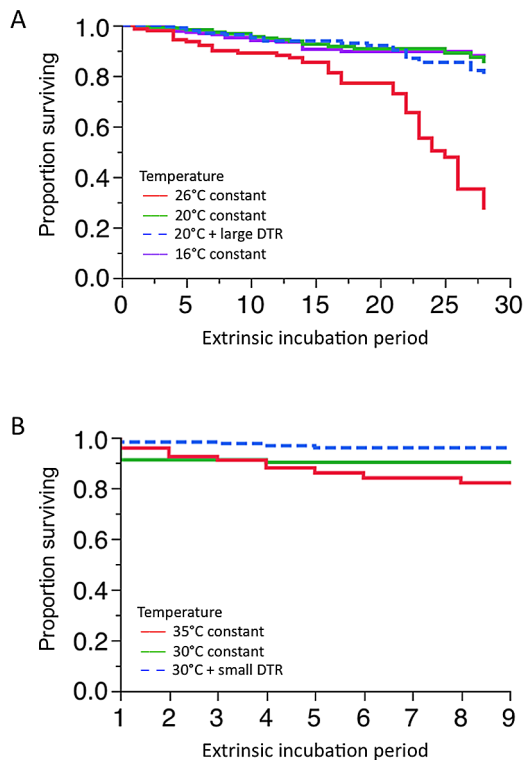 A
1.0
0.8
0.6
0.4
0.2
0.0
Proportion surviving
Temperature
26°C constant
20°C constant
20°C + large DTR
16°C constant
0 5 10 15 20 25 30
Extrinsic incubation period
B
1.0
0.8
0.6
0.4
0.2
0.0
Proportion surviving
Temperature
35°C constant
30°C constant
30°C + small DTR
1 2 3 4 5 6 7 8 9
Extrinsic incubation period